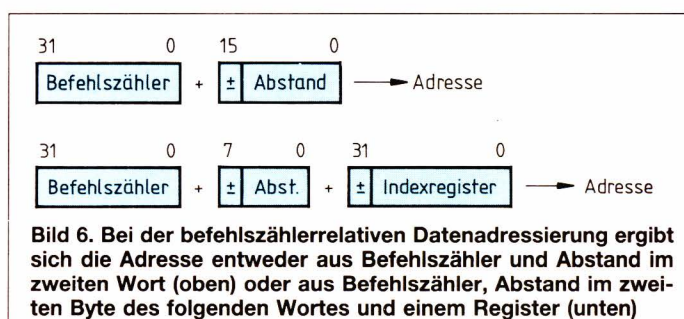 31 0 15 0
Befehlszähler + ± Abstand → Adresse
31 0 7 0 31 0
Befehlszähler + ± Abst. + ± Indexregister → Adresse
Bild 6. Bei der befehlszählerrelativen Datenadressierung ergibt
sich die Adresse entweder aus Befehlszähler und Abstand im
zweiten Wort (oben) oder aus Befehlszähler, Abstand im zwei-
ten Byte des folgenden Wortes und einem Register (unten)